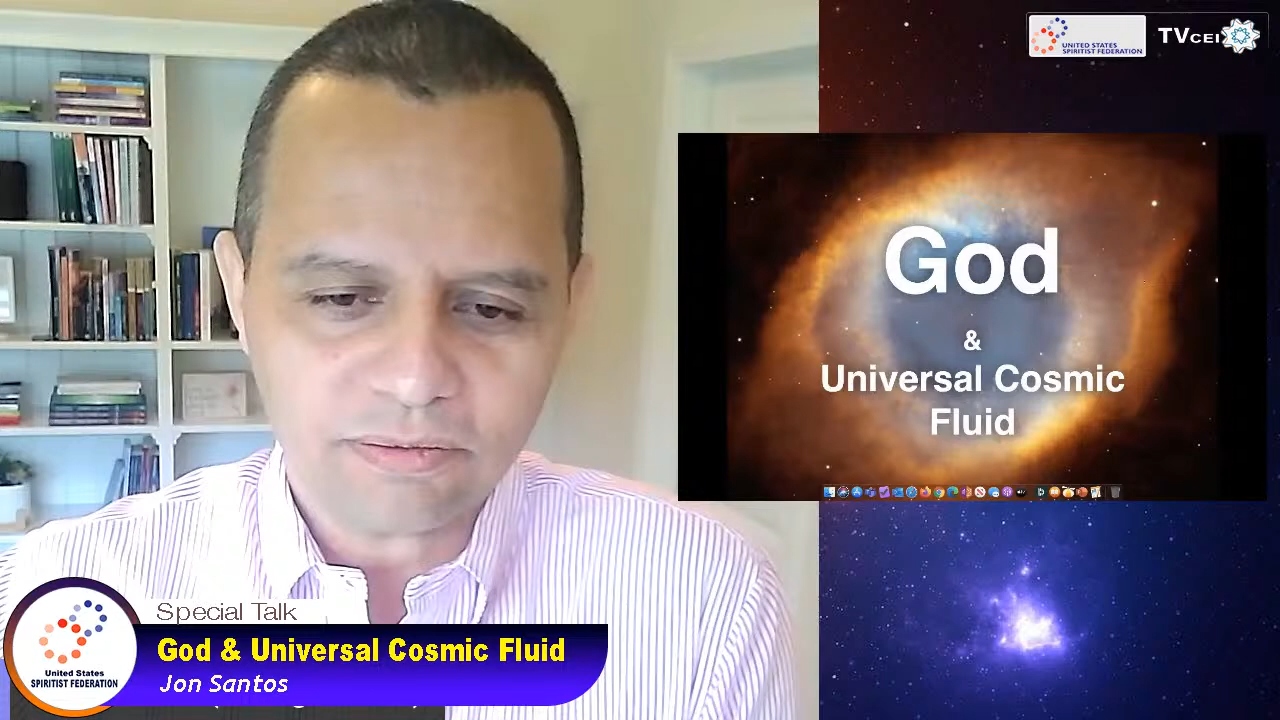 UNITED STATES
SPIRITIST FEDERATION
TVCEI
God
&
Universal Cosmic
Fluid
Special Talk
God & Universal Cosmic Fluid
Jon Santos
United States
SPIRITIST FEDERATION